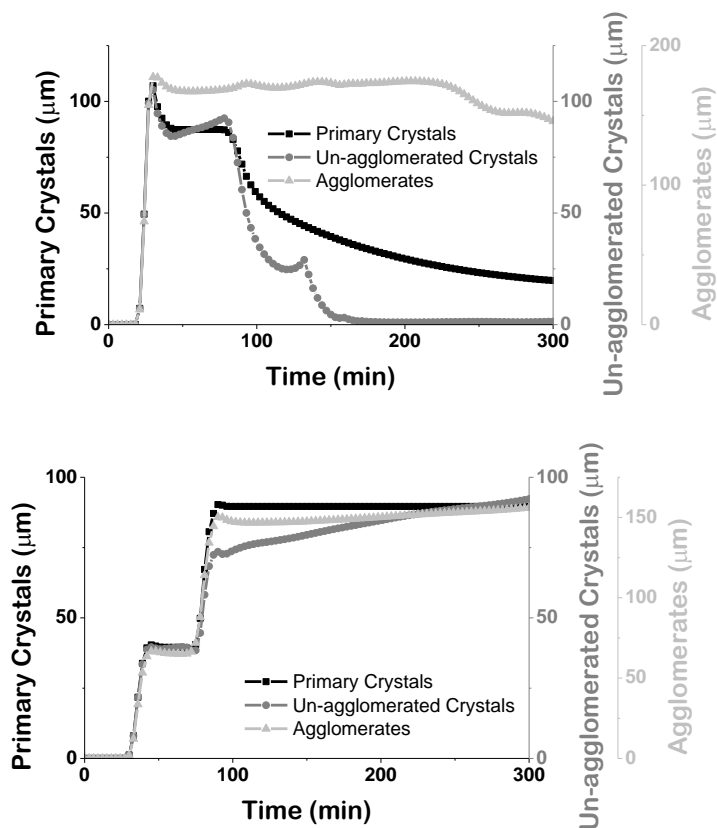 Primary Crystals (μm)
100
50
0
0
100
200
300
Time (min)
Primary Crystals
Un-agglomerated Crystals
Agglomerates
100
50
0
Un-agglomerated Crystals (μm)
200
100
0
Agglomerates (μm)
Primary Crystals (μm)
100
50
0
0
100
200
300
Time (min)
Primary Crystals
Un-agglomerated Crystals
Agglomerates
100
50
0
Un-agglomerated Crystals (μm)
150
100
50
0
Agglomerates (μm)